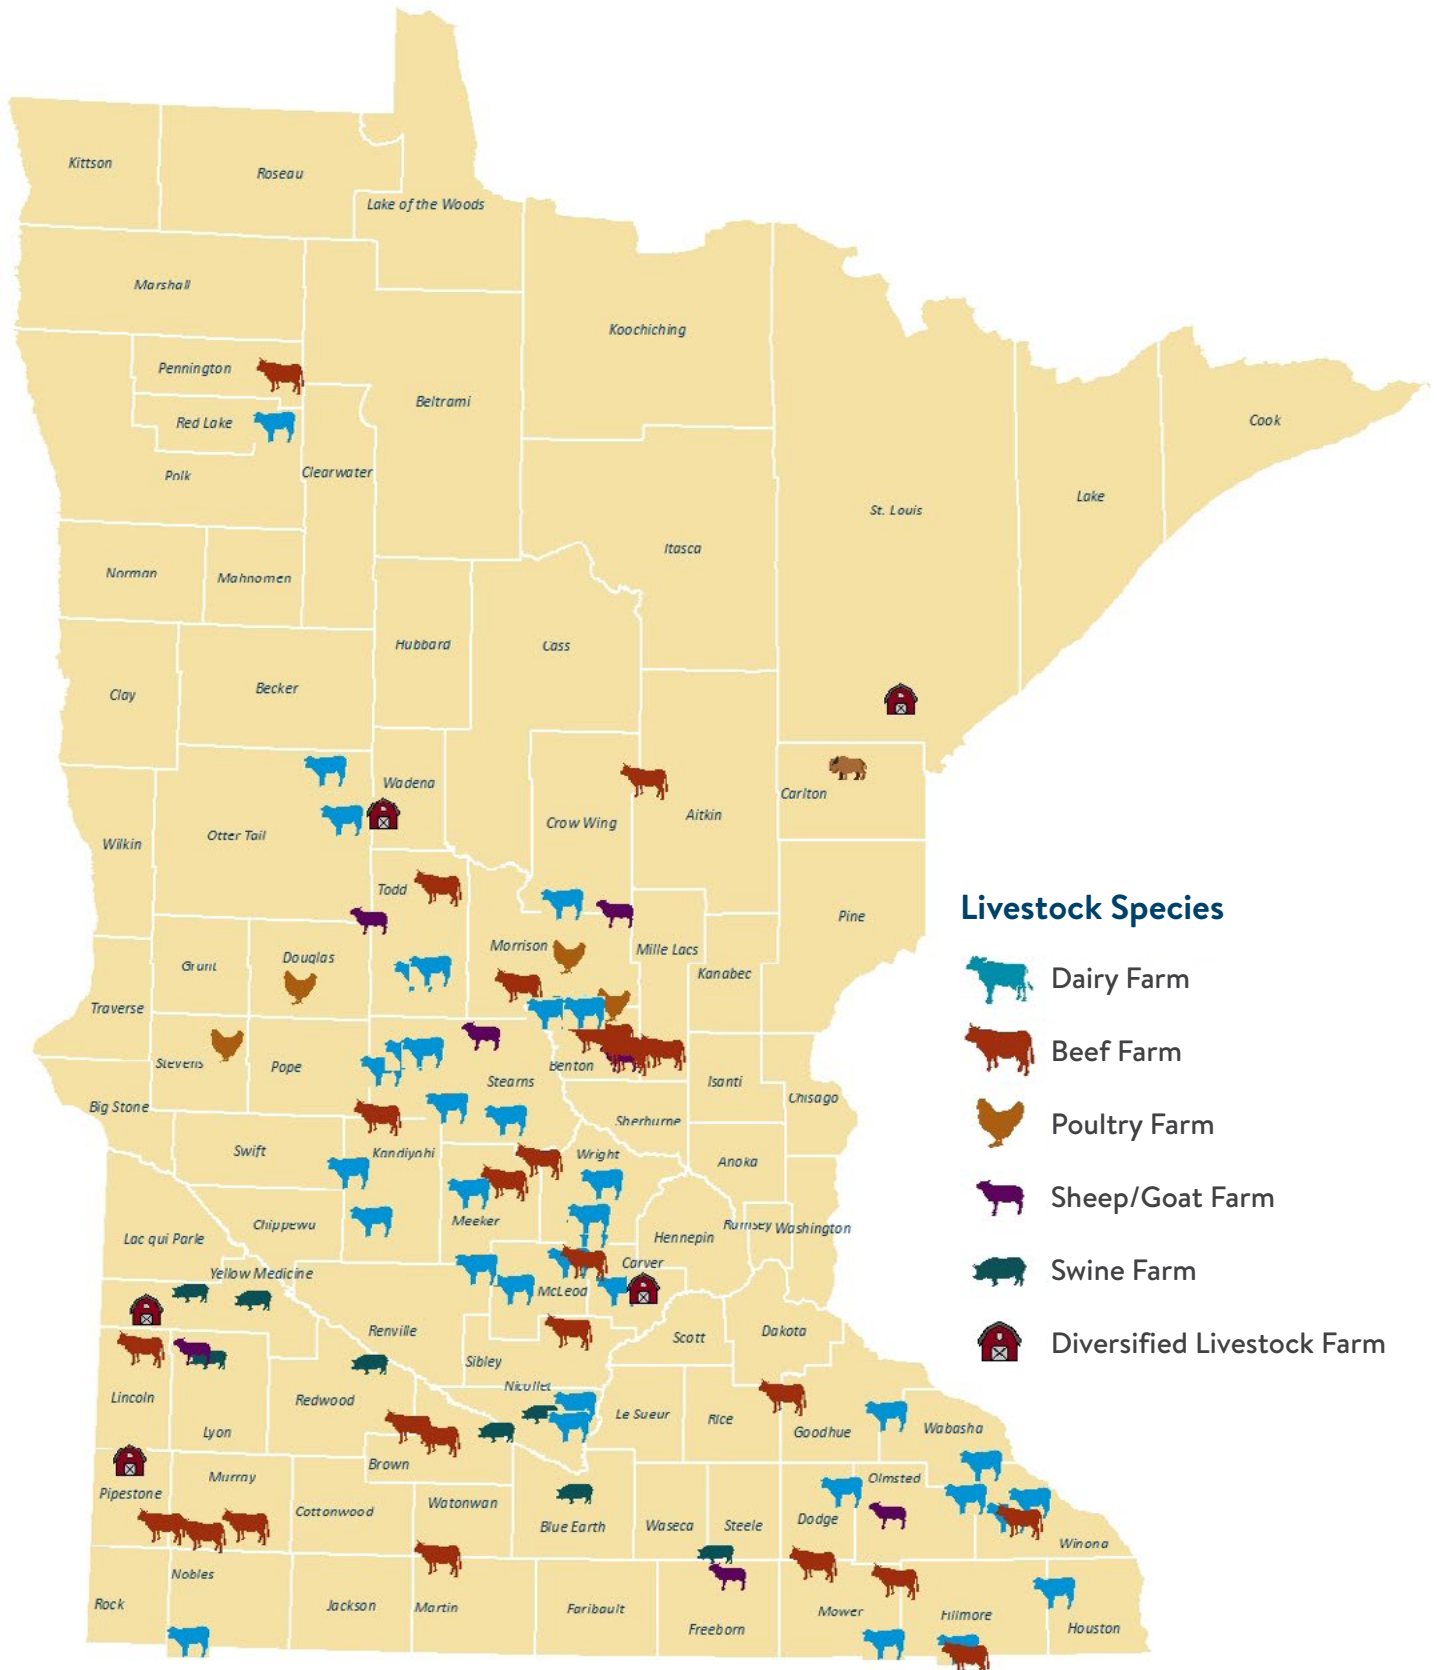 Kittson
Roseau
Lake of the Woods
Marshall
Koochiching
Pennington
Beltrami
Red Lake
Cook
Clearwater
Polk
Lake
St. Louis
Itasca
Norman
Mahnomen
Hubbard
Cass
Becker
Clay
Wadena
Carlton
Aitkin
Crow Wing
Otter Tail
Wilkin
Todd
Livestock Species
Pine
Morrison
Mille Lacs
Douglas
Grant
Kanabec
Dairy Farm
Traverse
Beef Farm
Stevens
Pope
Benton
Stearns
Isanti
Chisago
Big Stone
Sherburne
Poultry Farm
Swift
Kandiyohi
Wright
Anoka
Sheep/Goat Farm
Meeker
Chippewa
Ramsey
Washington
Lac qui Parle
Hennepin
Carver
Yellow Medicine
Swine Farm
McLeod
Renville
Scott
Dakota
Diversified Livestock Farm
Sibley
Nicollet
Lincoln
Redwood
Le Sueur
Rice
Lyon
Goodhue
Wabasha
Brown
Murray
Olmsted
Pipestone
Watonwan
Cottonwood
Blue Earth
Waseca
Steele
Dodge
Winona
Nobles
Rock
Jackson
Martin
Faribault
Mower
Fillmore
Freeborn
Houston